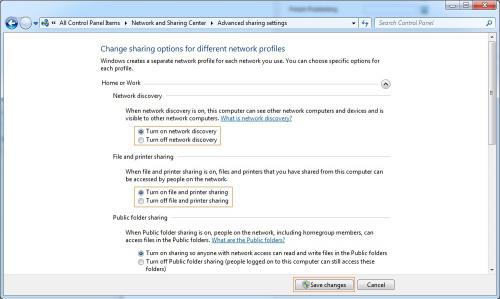 « All Control Panel Items ▸ Network and Sharing Center ▸ Advanced sharing settings
Search Control Panel
Change sharing options for different network profiles
Windows creates a separate network profile for each network you use. You can choose specific options for
each profile.
Home or Work
Network discovery
When network discovery is on, this computer can see other network computers and devices and is
visible to other network computers. What is network discovery?
Turn on network discovery
Turn off network discovery
File and printer sharing
When file and printer sharing is on, files and printers that you have shared from this computer can
be accessed by people on the network.
Turn on file and printer sharing
Turn off file and printer sharing
Public folder sharing
When Public folder sharing is on, people on the network, including homegroup members, can
access files in the Public folders. What are the Public folders?
Turn on sharing so anyone with network access can read and write files in the Public folders
Turn off Public folder sharing (people logged on to this computer can still access these
folders)
Save changes
Cancel